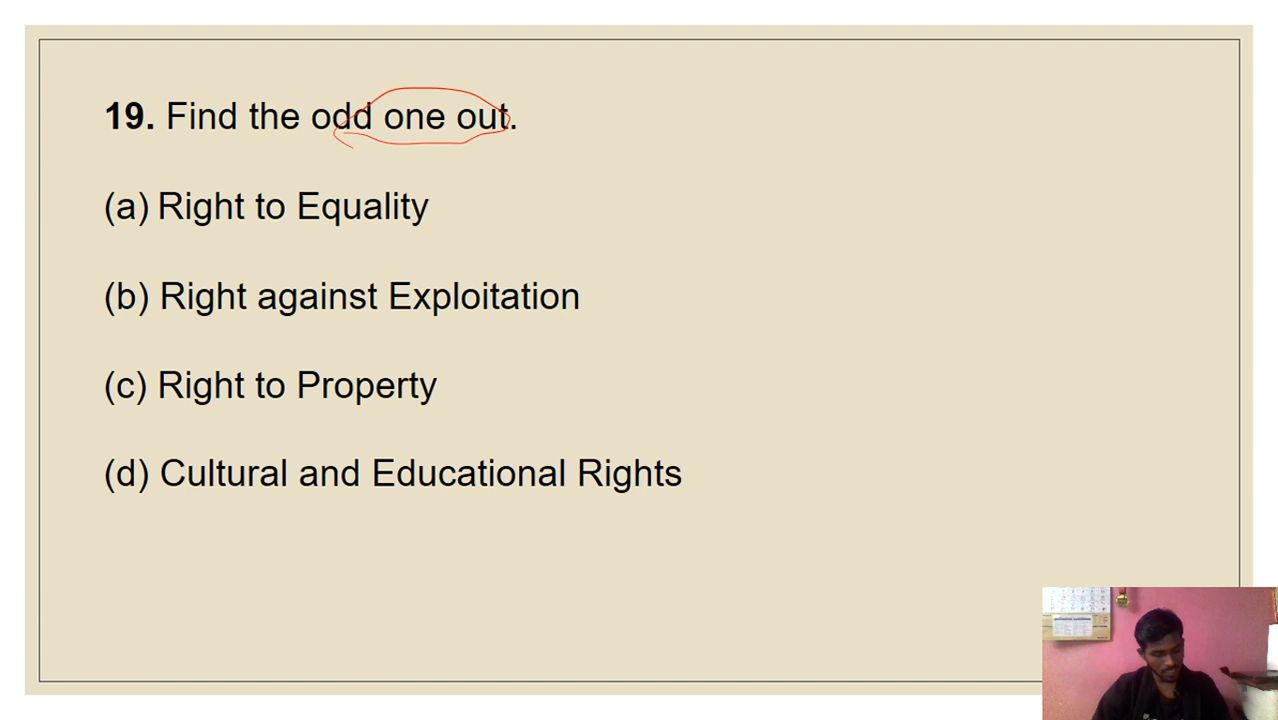 19. Find the odd one out.
(a) Right to Equality
(b) Right against Exploitation
(c) Right to Property
(d) Cultural and Educational Rights